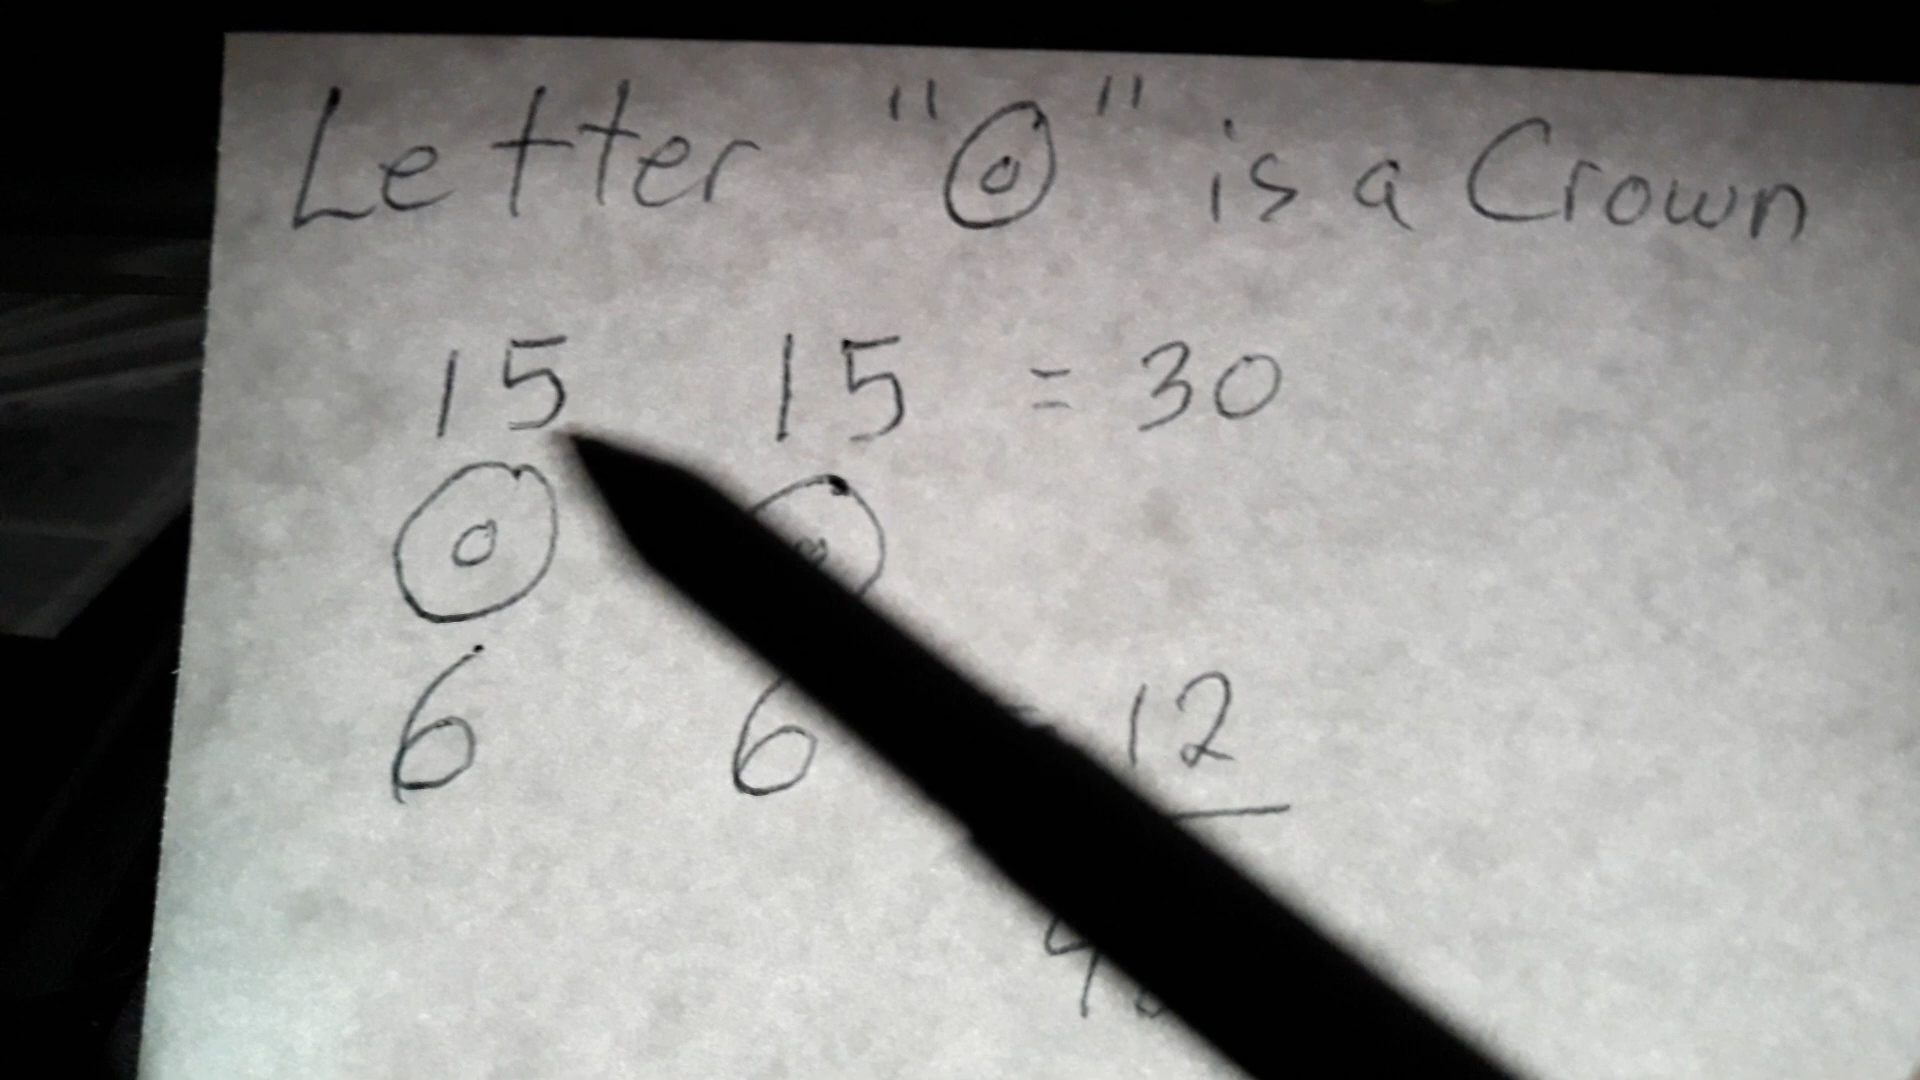 Letter "O" is a Crown
15 15 = 30
O O
6 6 = 12